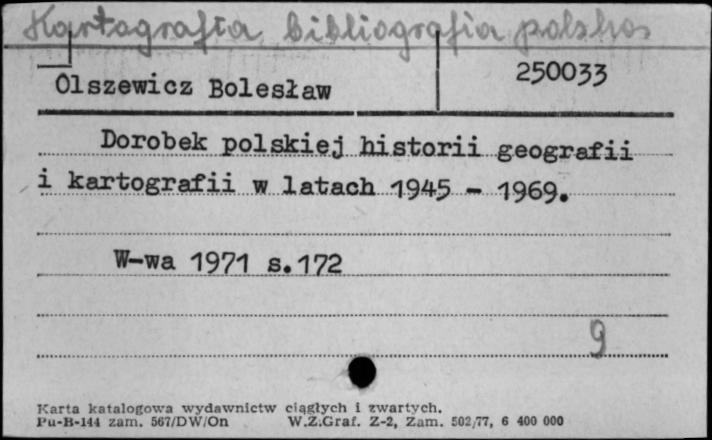 Kartografia, bibliografia polska
Olszewicz Bolesław
250033
Dorobek polskiej historii geografii
i kartografii w latach 1945 - 1969.
W-wa 1971 s.172
9
Karta katalogowa wydawnictw ciągłych i zwartych.
Pu-B-144 zam. 567/DW/On W.Z.Graf. Z-2, Zam. 502/77, 6 400 000